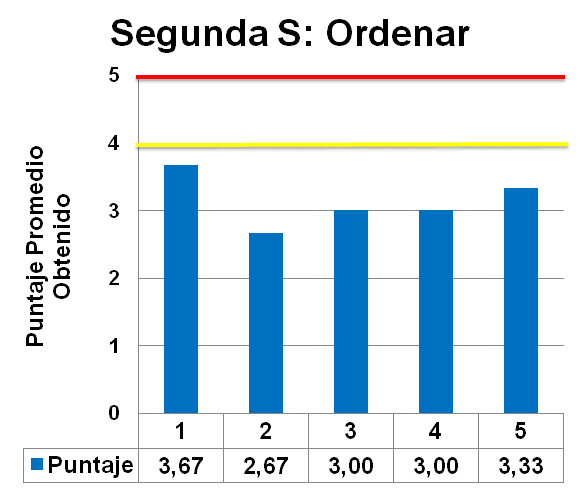 Segunda S: Ordenar
Puntaje Promedio
Obtenido
5
4
3
2
1
0
1 2 3 4 5
Puntaje 3,67 2,67 3,00 3,00 3,33